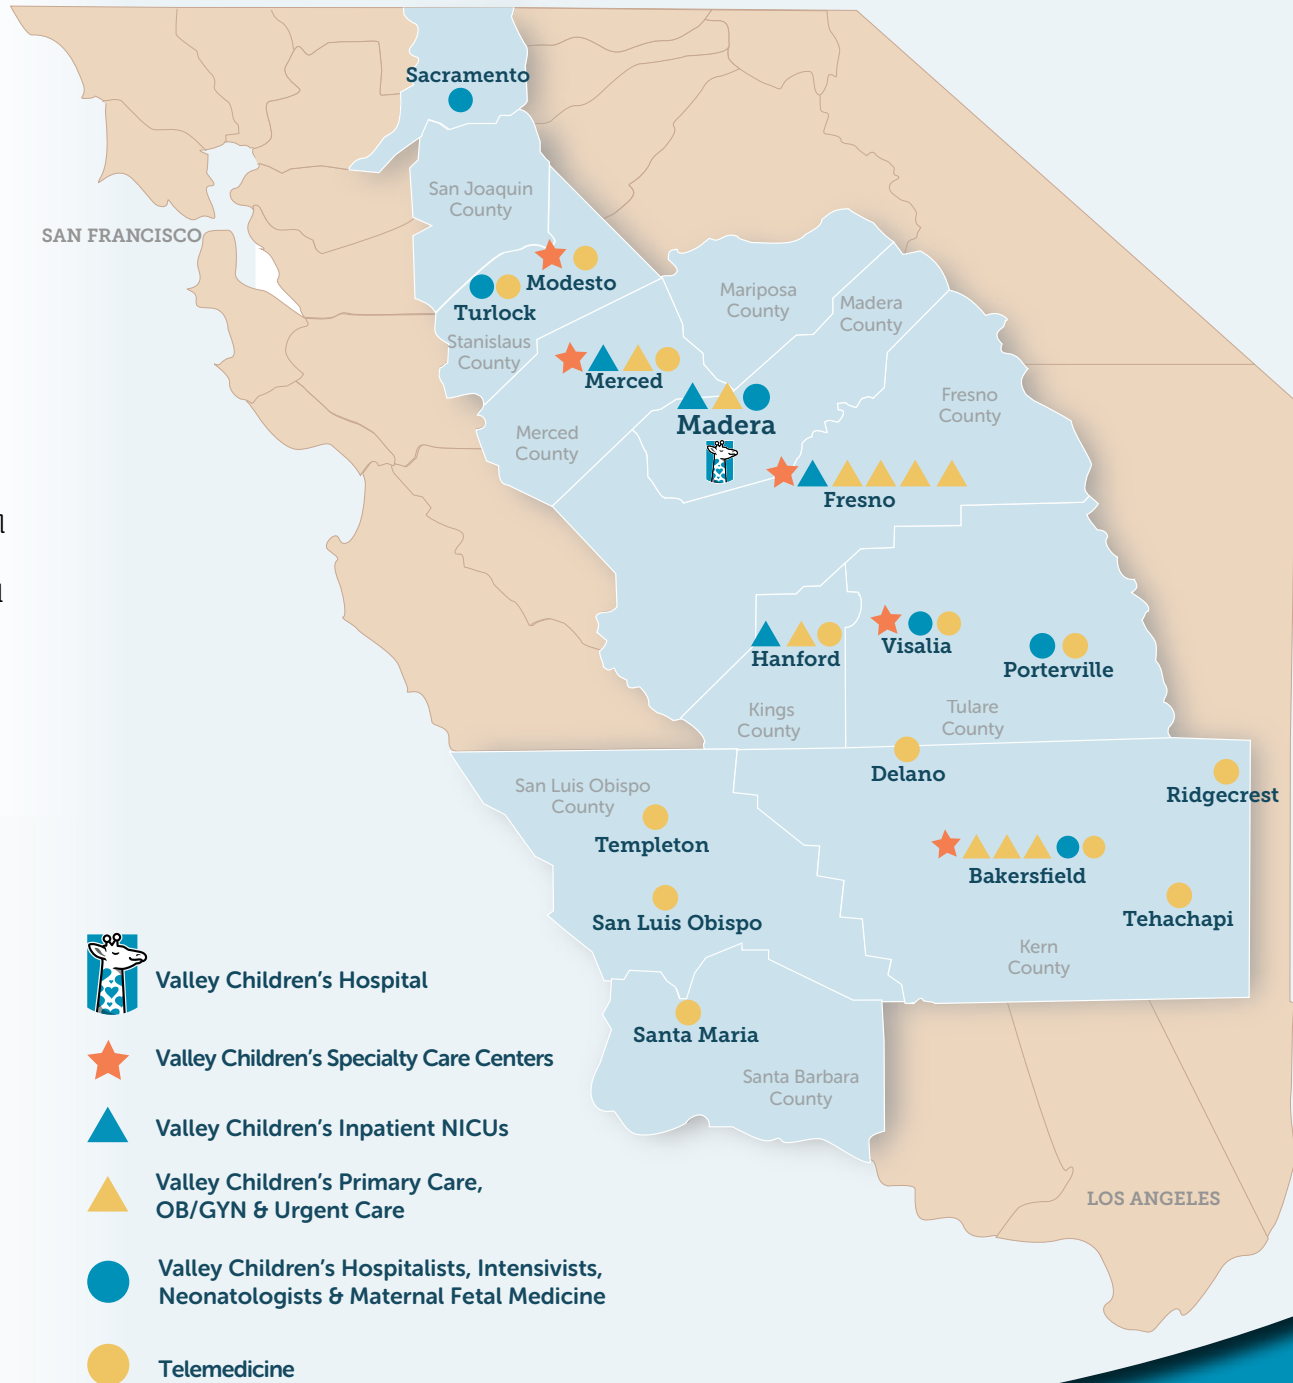 Sacramento
San Joaquin
County
SAN FRANCISCO
Modesto
Turlock
Stanislaus
County
Mariposa
County
Madera
County
Merced
Merced
County
Madera
Fresno
County
Fresno
Hanford
Visalia
Porterville
Kings
County
Tulare
County
Delano
Ridgecrest
San Luis Obispo
County
Templeton
Bakersfield
San Luis Obispo
Tehachapi
Kern
County
Santa Maria
Santa Barbara
County
LOS ANGELES
Valley Children's Hospital
Valley Children's Specialty Care Centers
Valley Children's Inpatient NICUs
Valley Children's Primary Care,
OB/GYN & Urgent Care
Valley Children's Hospitalists, Intensivists,
Neonatologists & Maternal Fetal Medicine
Telemedicine